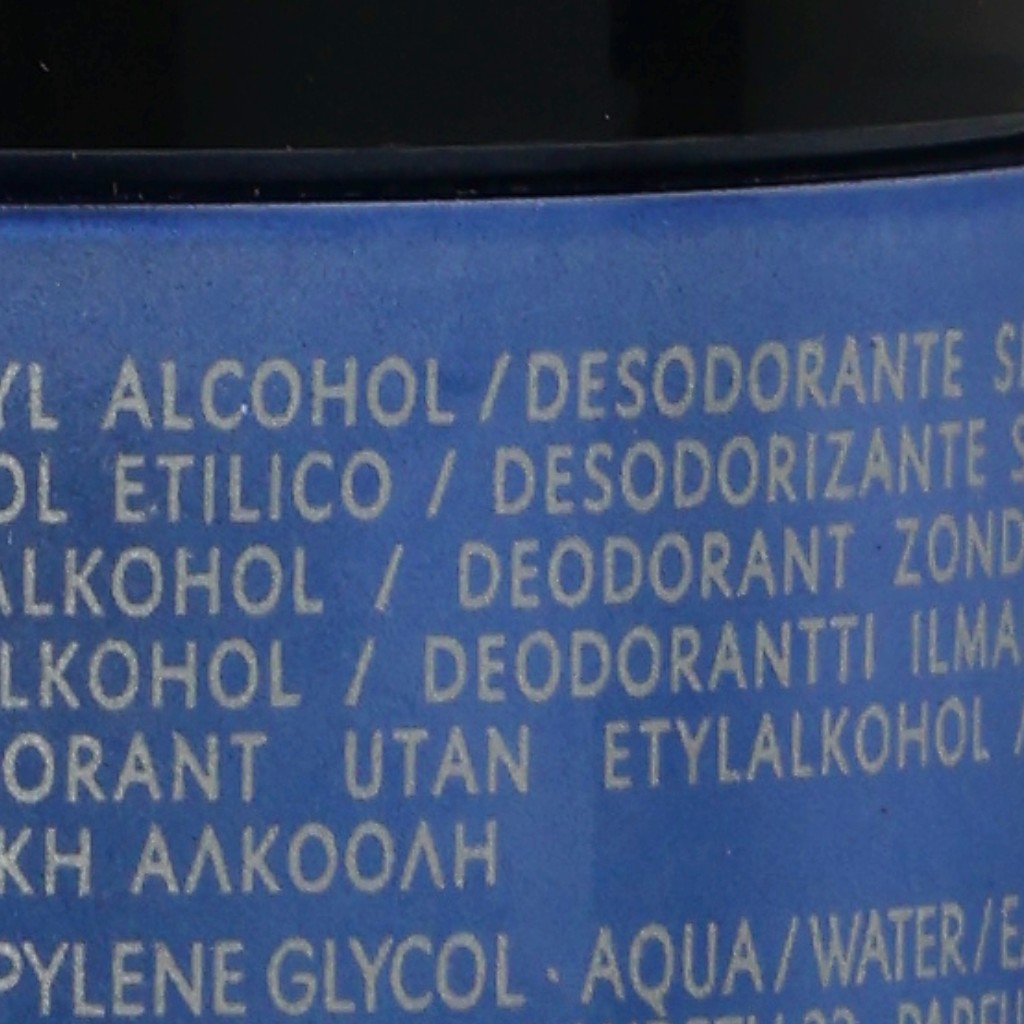 YL ALCOHOL / DESODORANTE
OL ETILICO / DESODORIZANTE
ALKOHOL / DEODORANT ZOND
LKOHOL / DEODORANTTI ILMA
ORANT UTAN ETYLALKOHOL /
ΚΗ ΑΛΚΟΟΛΗ
PYLENE GLYCOL · AQUA / WATER / EA